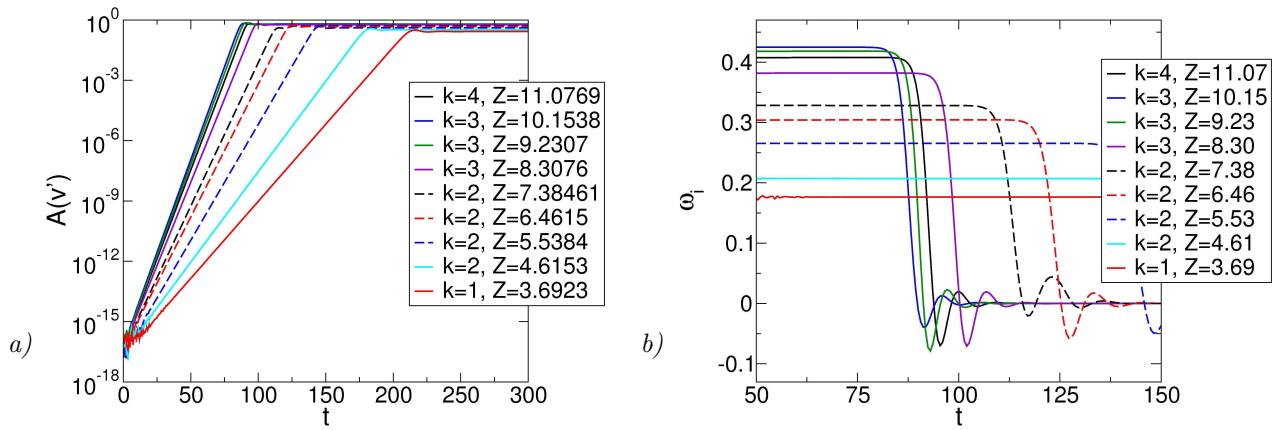 a)
A(v')
10^0
10^-3
10^-6
10^-9
10^-12
10^-15
10^-18
0 50 100 150 200 250 300
t
k=4, Z=11.0769
k=3, Z=10.1538
k=3, Z=9.2307
k=3, Z=8.3076
k=2, Z=7.38461
k=2, Z=6.4615
k=2, Z=5.5384
k=2, Z=4.6153
k=1, Z=3.6923
b)
ω_i
0.4
0.3
0.2
0.1
0
-0.1
50 75 100 125 150
t
k=4, Z=11.07
k=3, Z=10.15
k=3, Z=9.23
k=3, Z=8.30
k=2, Z=7.38
k=2, Z=6.46
k=2, Z=5.53
k=2, Z=4.61
k=1, Z=3.69